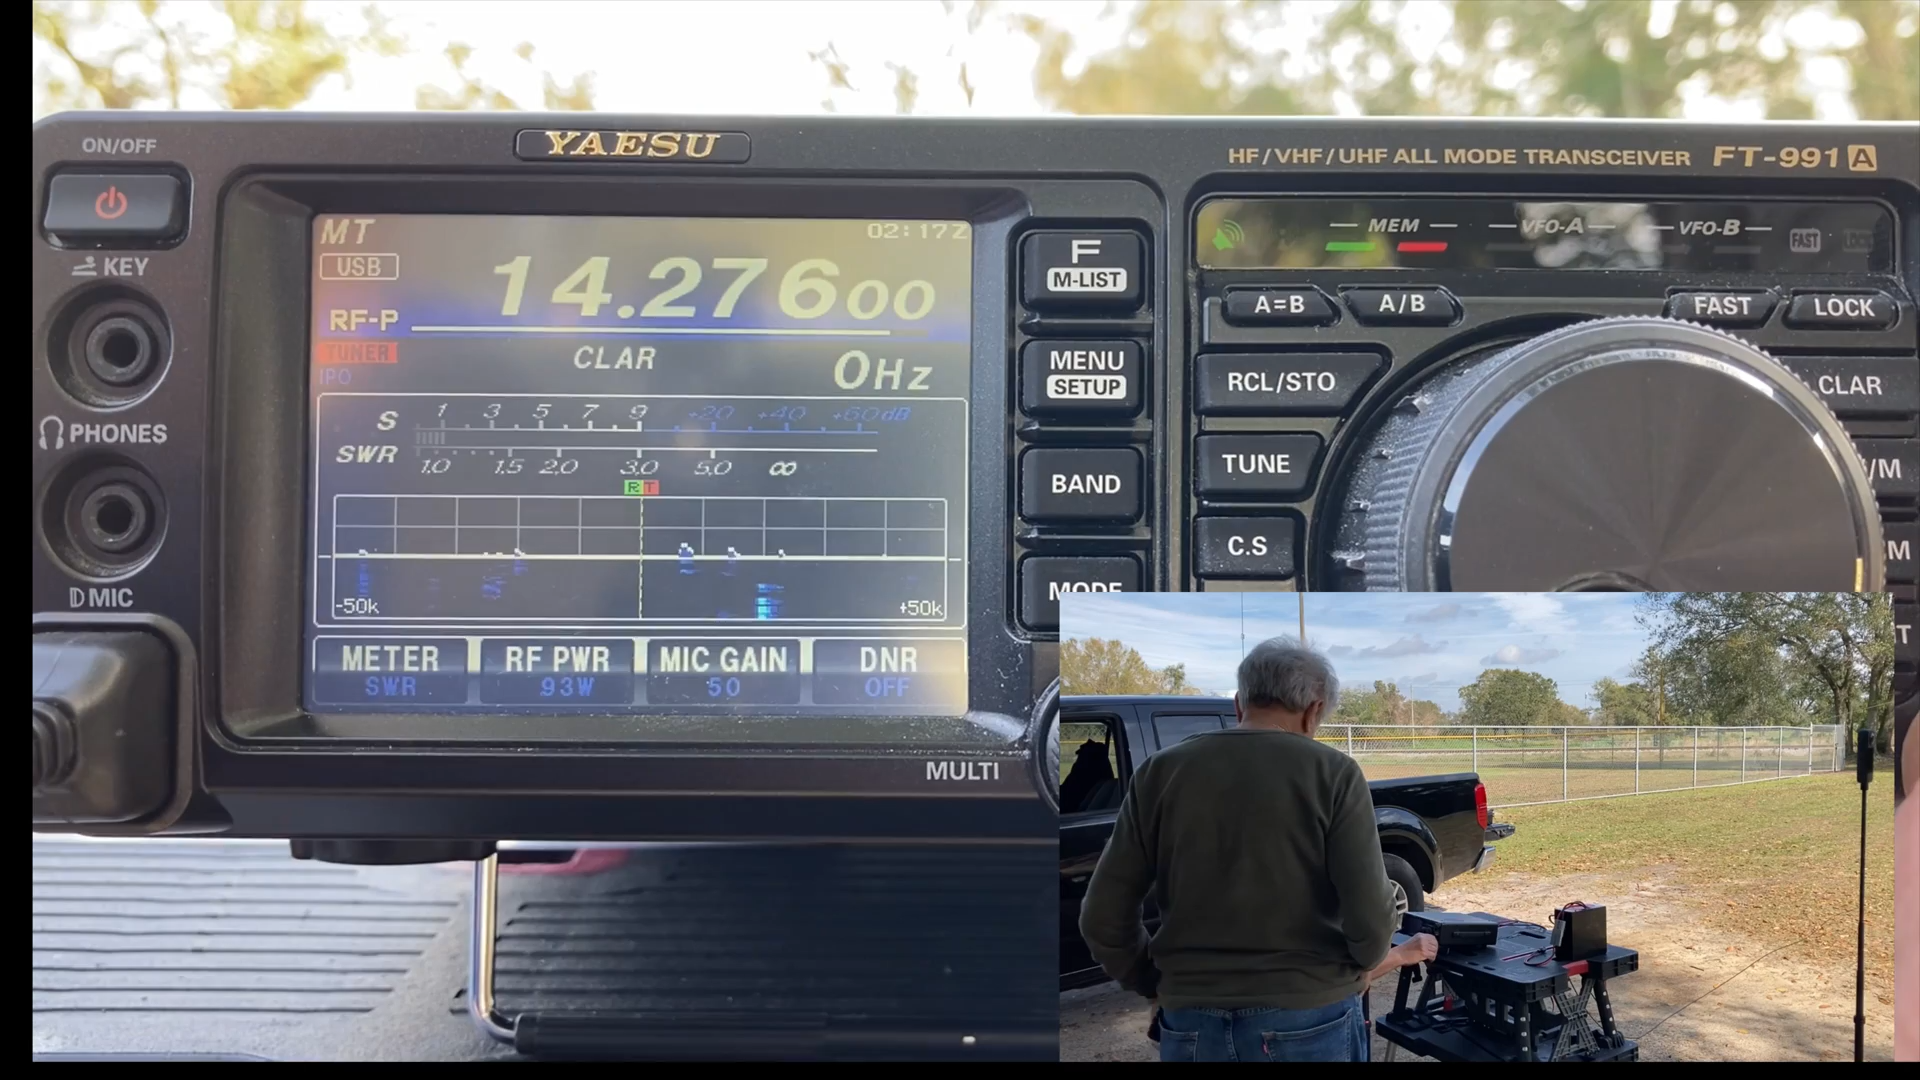 ON/OFF
YAESU
HF/VHF/UHF ALL MODE TRANSCEIVER FT-991A
KEY
PHONES
MIC
MT
02:17Z
USB
14.27600
RF-P
TUNER
IPO
CLAR
0Hz
S 1 3 5 7 9 +20 +40 +60dB
SWR 1.0 1.5 2.0 3.0 5.0 ∞
R T
-50k +50k
METER RF PWR MIC GAIN DNR
SWR 93W 50 OFF
MULTI
F
M-LIST
MENU
SETUP
BAND
MODE
MEM VFO-A VFO-B FAST LOCK
A=B A/B FAST LOCK
RCL/STO
CLAR
TUNE
/M
C.S
M
T